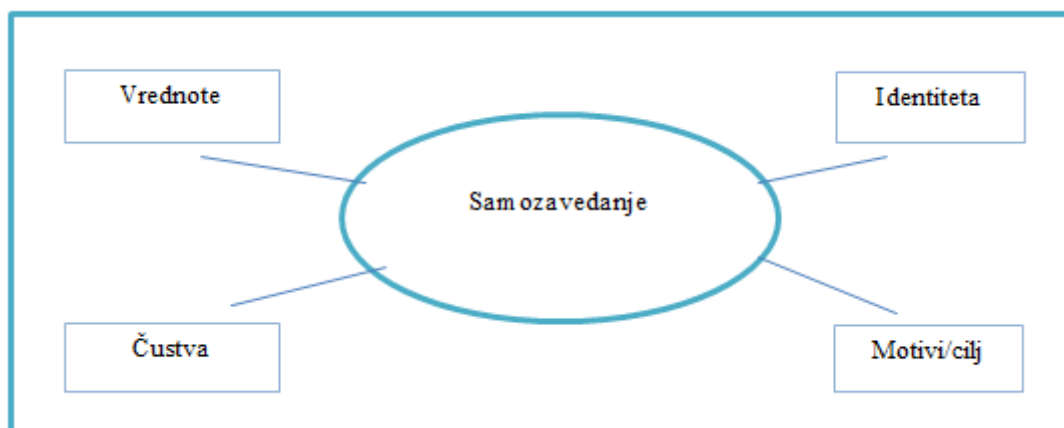 Vrednote
Identiteta
Samozavedanje
Čustva
Motivi/cilj